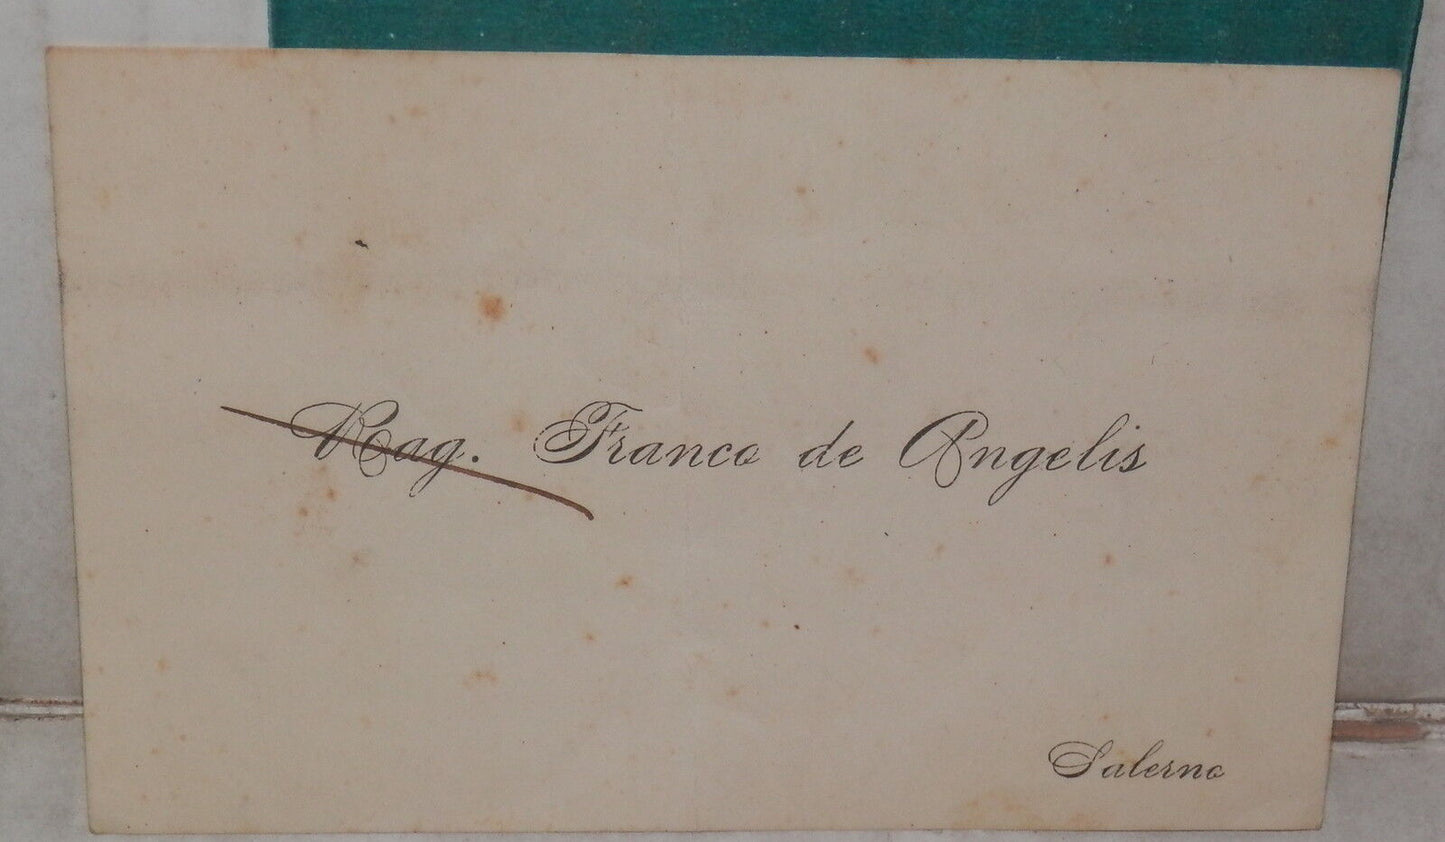 Rag. Franco de Angelis
Salerno